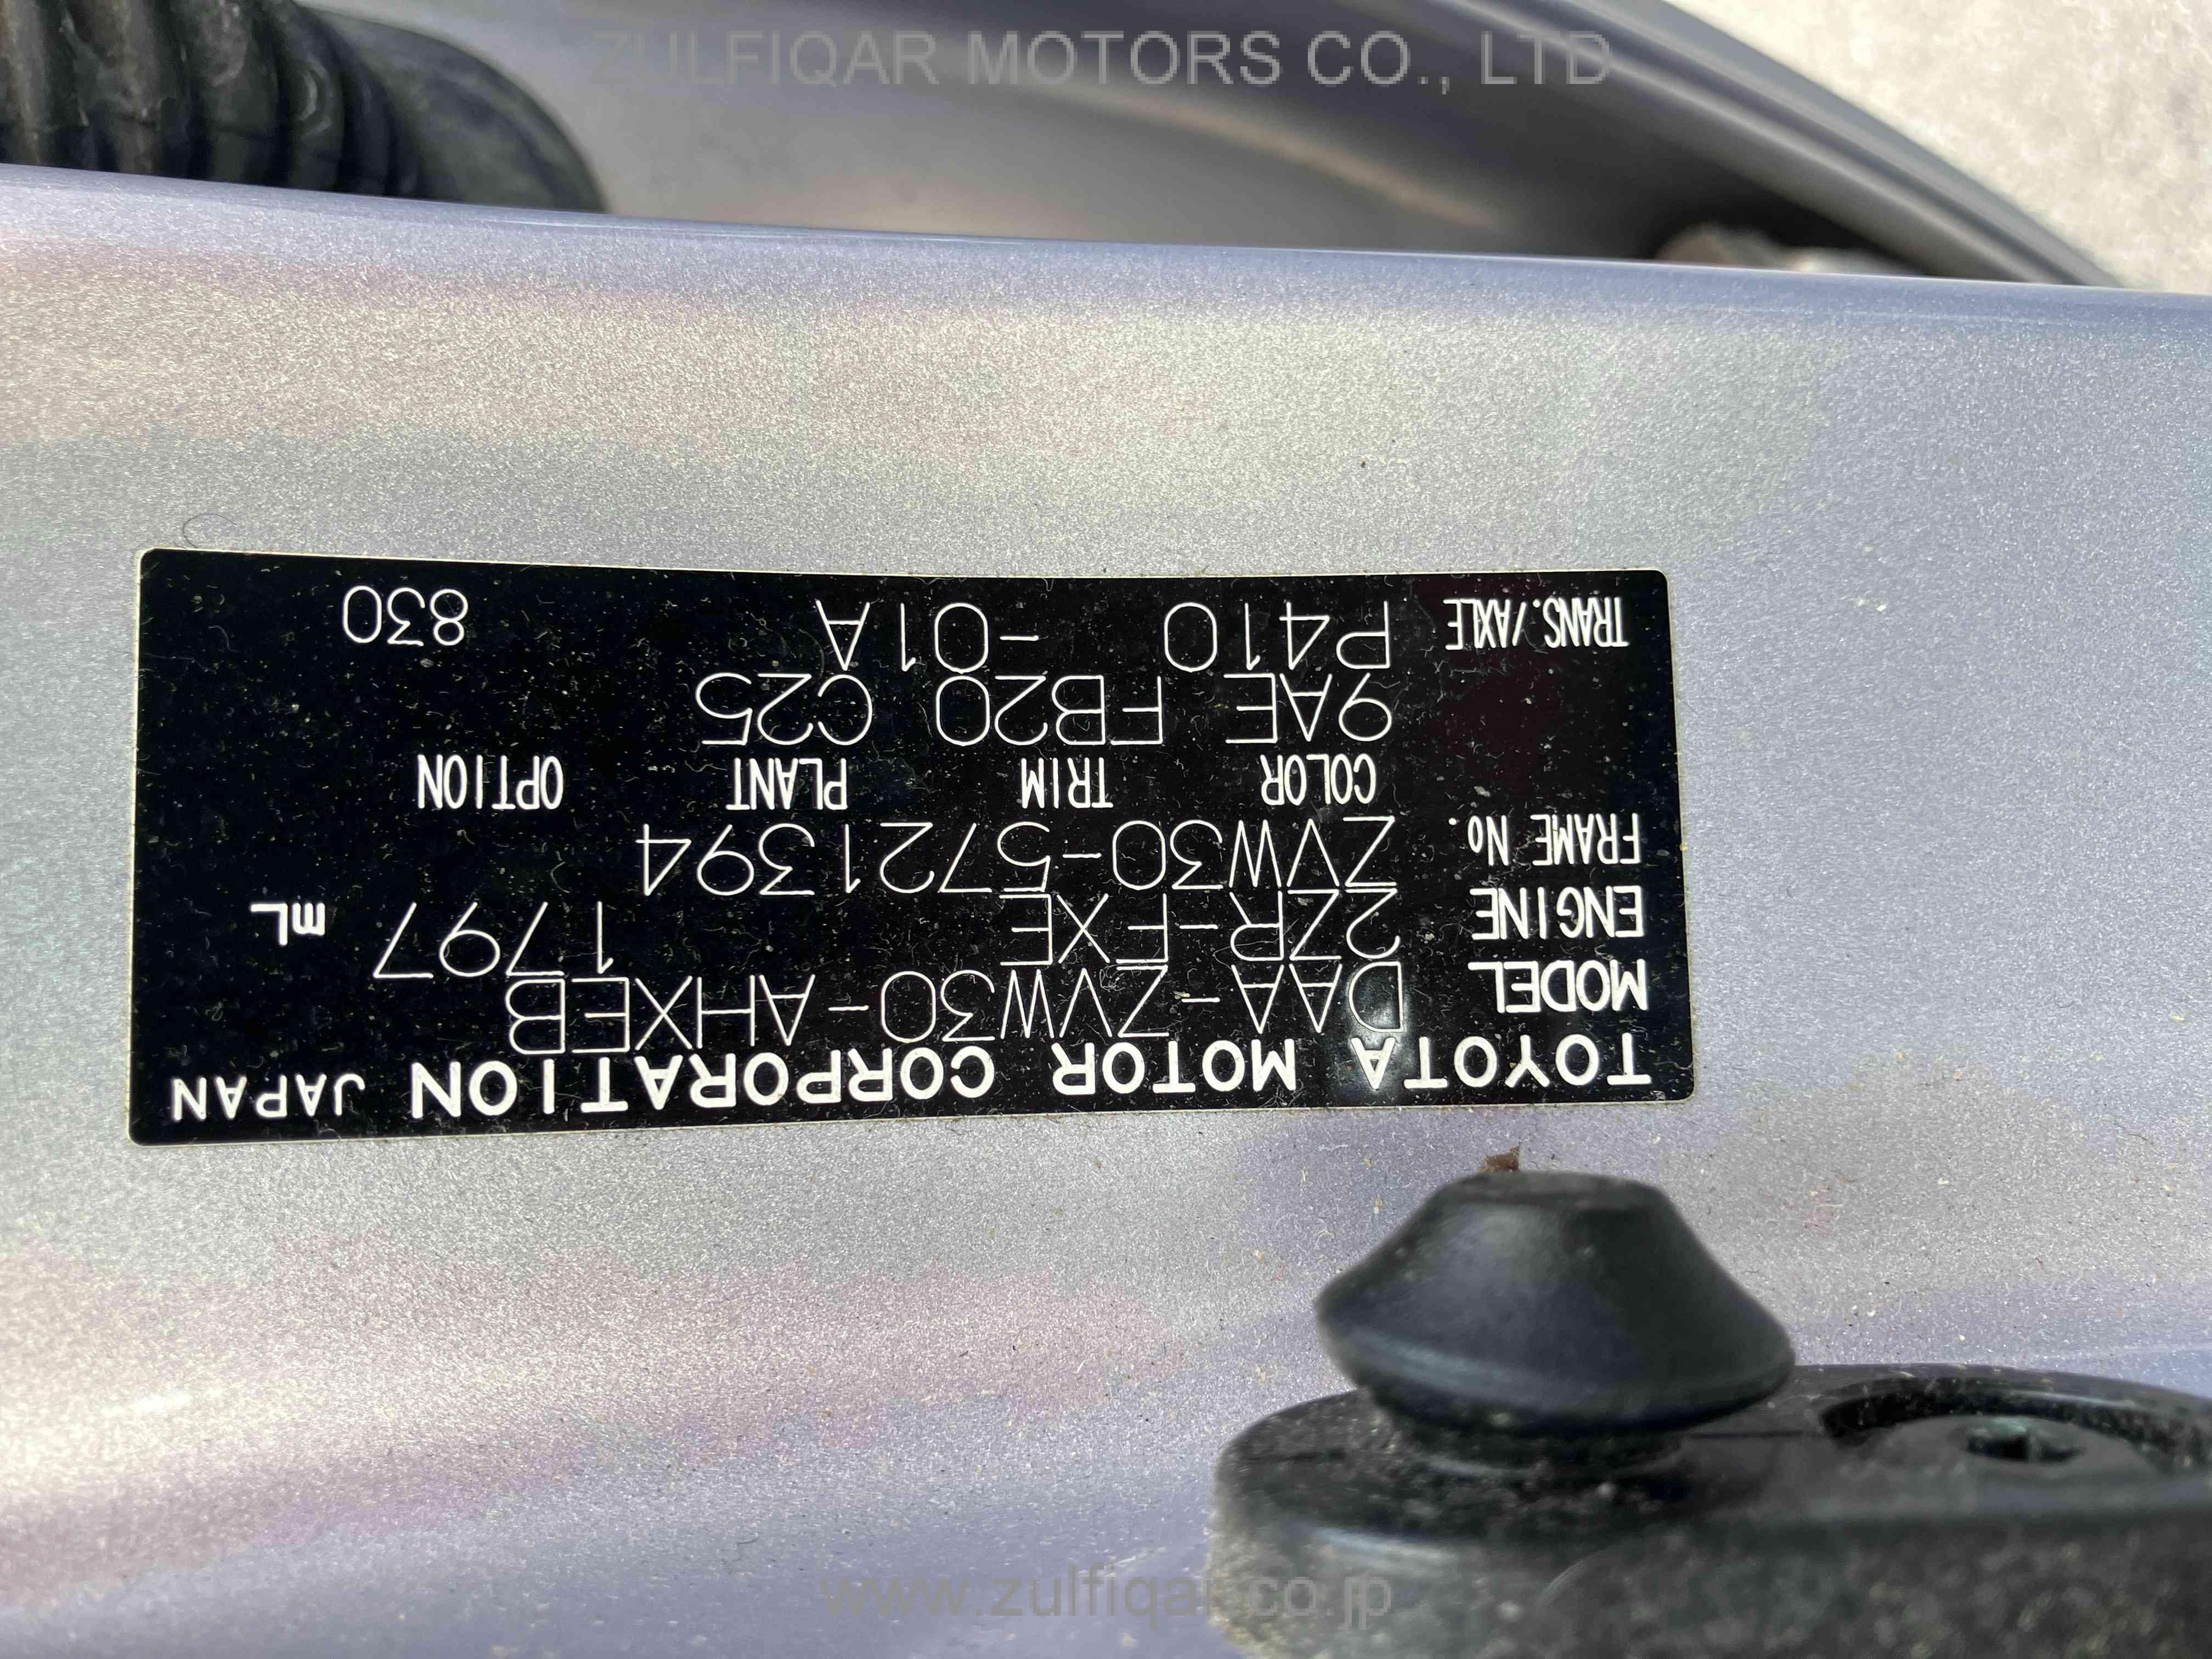 ZULFIQAR MOTORS CO., LTD
TOYOTA MOTOR CORPORATION JAPAN
MODEL DAA-ZVW30-AHXEB
ENGINE 2ZR-FXE 1797 mL
FRAME No. ZVW30-5721394
COLOR TRIM PLANT OPTION
9AE FB20 C25
TRANS./AXLE P410 -01A 830
www.zulfiqar.co.jp